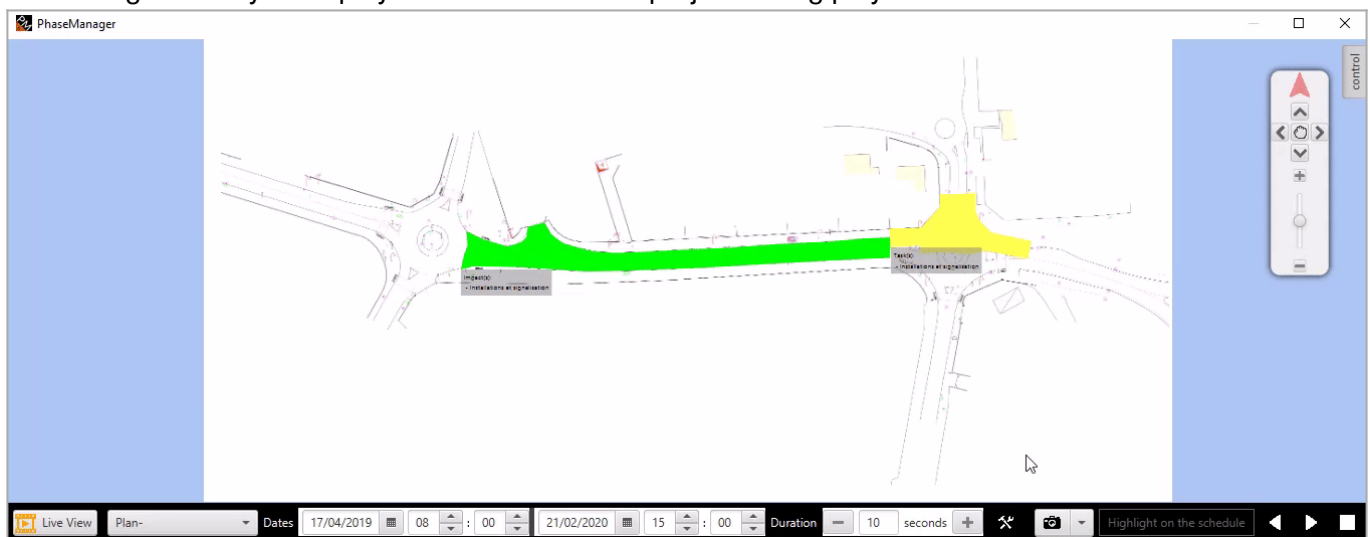 PhaseManager
control
Impact(s):
- Installations et signalisation
Task(s):
- Installations et signalisation
Live View
Plan-
Dates 17/04/2019 08 : 00 21/02/2020 15 : 00 Duration 10 seconds
Highlight on the schedule